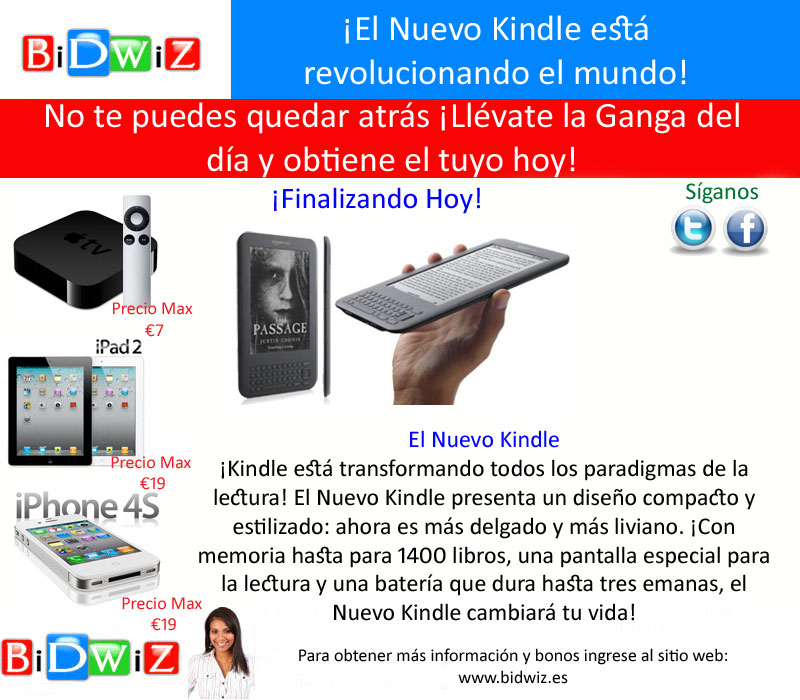 BiDWiZ
¡El Nuevo Kindle está
revolucionando el mundo!
No te puedes quedar atrás ¡Llévate la Ganga del
día y obtiene el tuyo hoy!
¡Finalizando Hoy!
Síganos
t
f
tv
Precio Max
€7
amazon
THE
PASSAGE
JUSTIN CRONIN
iPad 2
Precio Max
€19
iPhone 4S
Precio Max
€19
El Nuevo Kindle
¡Kindle está transformando todos los paradigmas de la
lectura! El Nuevo Kindle presenta un diseño compacto y
estilizado: ahora es más delgado y más liviano. ¡Con
memoria hasta para 1400 libros, una pantalla especial para
la lectura y una batería que dura hasta tres emanas, el
Nuevo Kindle cambiará tu vida!
BiDWiZ
Para obtener más información y bonos ingrese al sitio web:
www.bidwiz.es